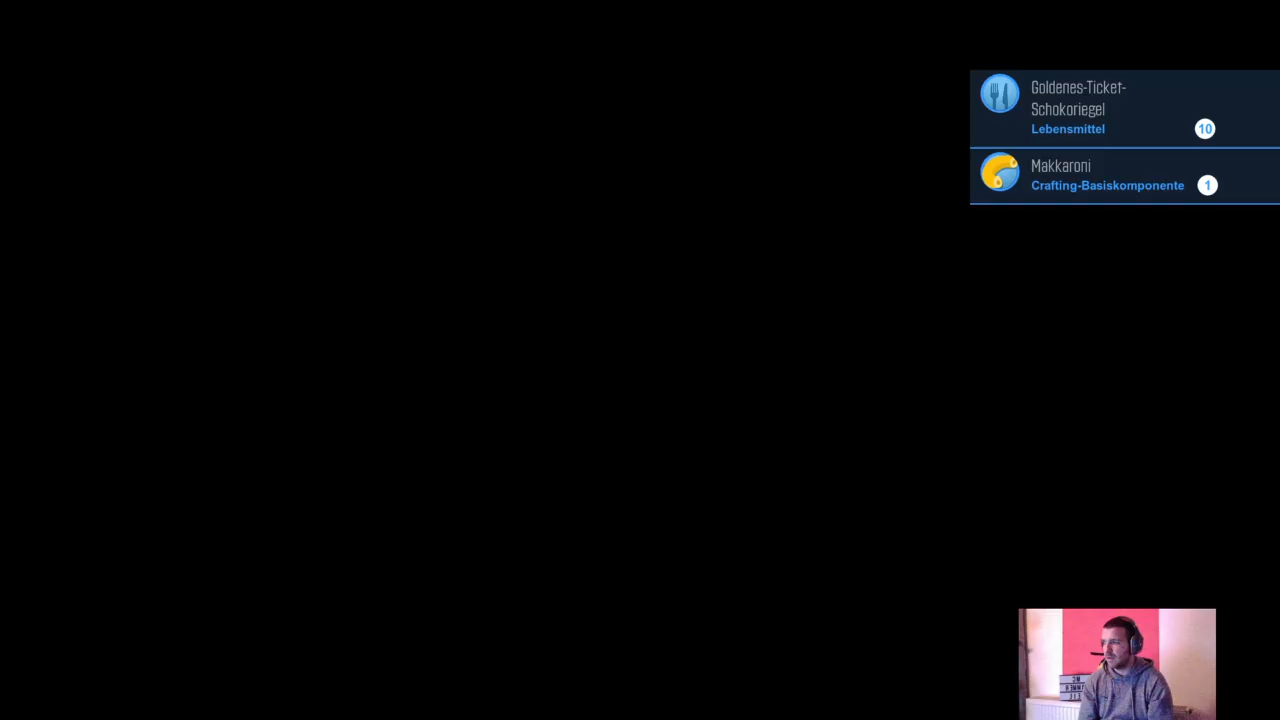 Goldenes-Ticket-
Schokoriegel
Lebensmittel 10
Makkaroni
Crafting-Basiskomponente 1